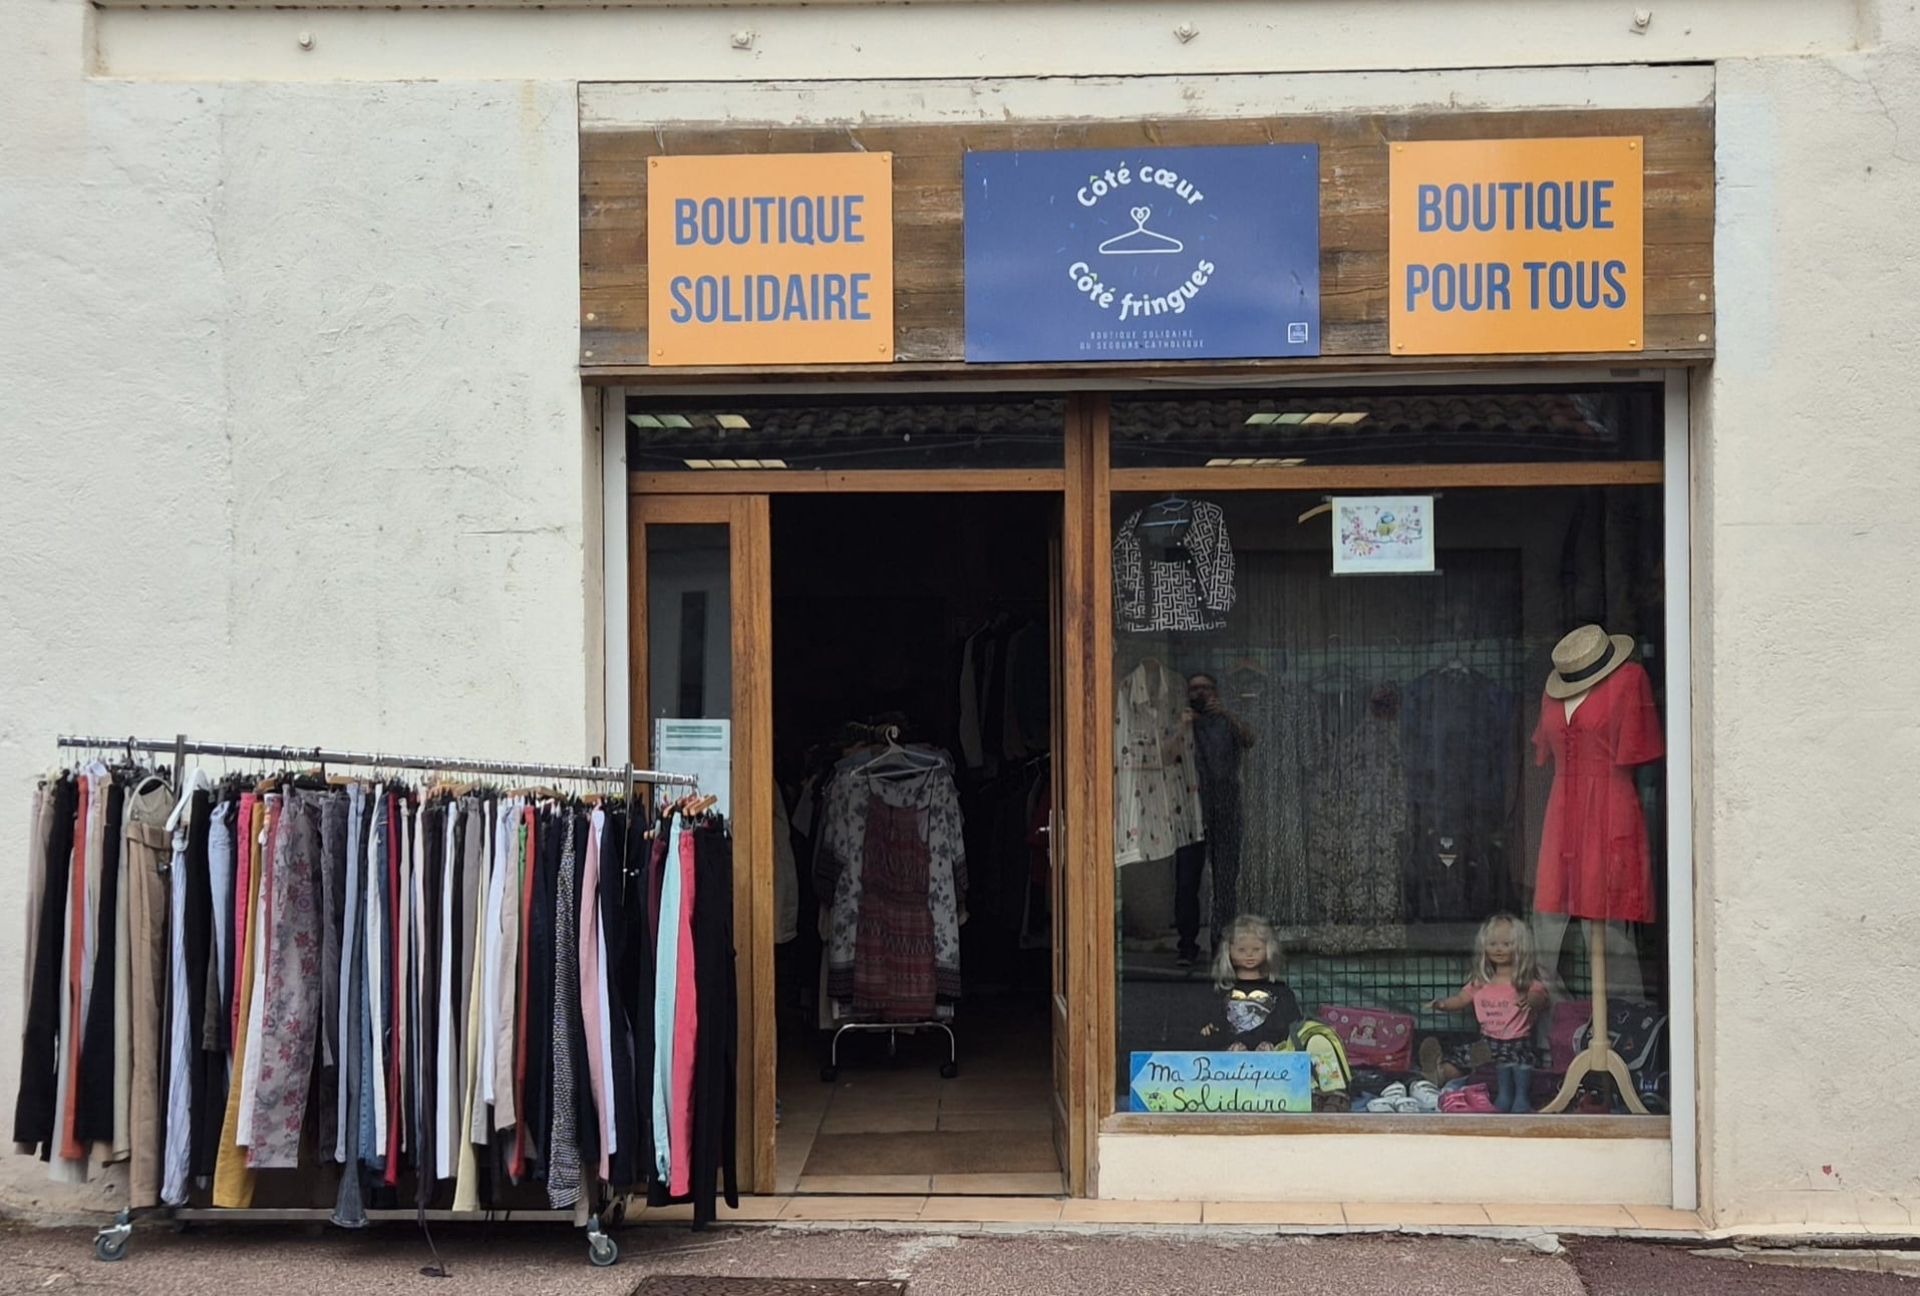 BOUTIQUE
SOLIDAIRE
Côté cœur
Côté fringues
BOUTIQUE SOLIDAIRE
DU SECOURS CATHOLIQUE
BOUTIQUE
POUR TOUS
Ma Boutique
Solidaire